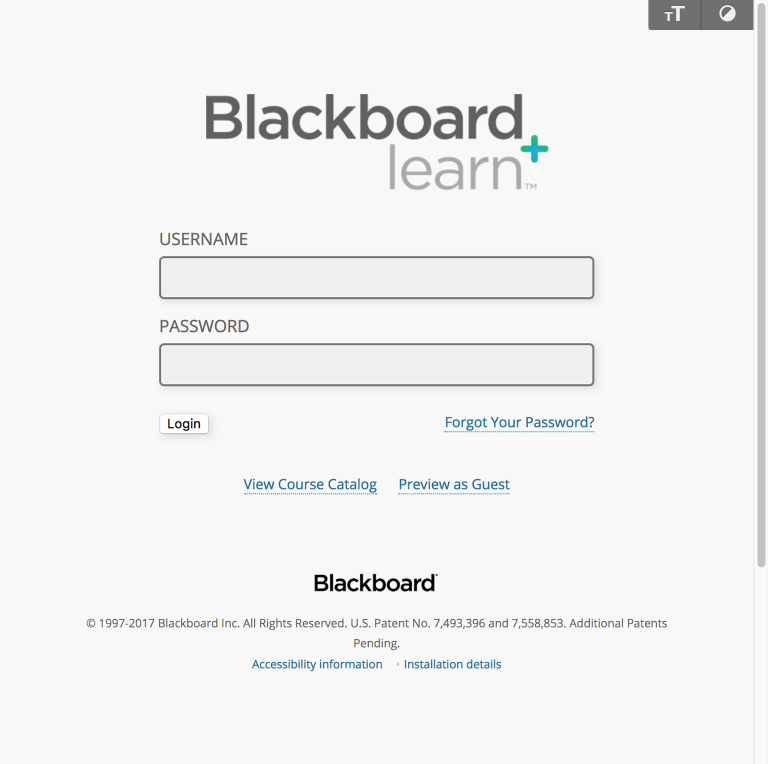 TT
Blackboard
learn™
USERNAME
PASSWORD
Login
Forgot Your Password?
View Course Catalog
Preview as Guest
Blackboard
© 1997-2017 Blackboard Inc. All Rights Reserved. U.S. Patent No. 7,493,396 and 7,558,853. Additional Patents
Pending.
Accessibility information • Installation details